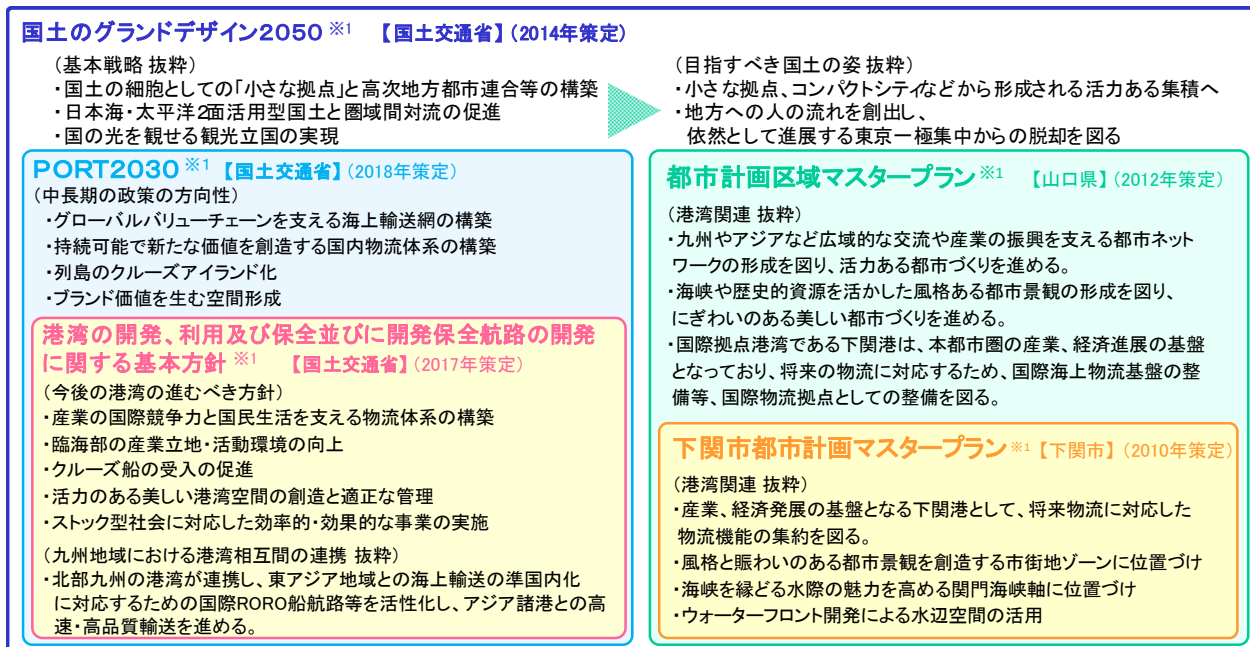 国土のグランドデザイン2050※1 【国土交通省】(2014年策定)
(基本戦略 抜粋)
・国土の細胞としての「小さな拠点」と高次地方都市連合等の構築
・日本海・太平洋2面活用型国土と圏域間対流の促進
・国の光を観せる観光立国の実現
(目指すべき国土の姿 抜粋)
・小さな拠点、コンパクトシティなどから形成される活力ある集積へ
・地方への人の流れを創出し、
依然として進展する東京一極集中からの脱却を図る
PORT2030※1 【国土交通省】(2018年策定)
(中長期の政策の方向性)
・グローバルバリューチェーンを支える海上輸送網の構築
・持続可能で新たな価値を創造する国内物流体系の構築
・列島のクルーズアイランド化
・ブランド価値を生む空間形成
港湾の開発、利用及び保全並びに開発保全航路の開発
に関する基本方針※1 【国土交通省】(2017年策定)
(今後の港湾の進むべき方針)
・産業の国際競争力と国民生活を支える物流体系の構築
・臨海部の産業立地・活動環境の向上
・クルーズ船の受入の促進
・活力のある美しい港湾空間の創造と適正な管理
・ストック型社会に対応した効率的・効果的な事業の実施
(九州地域における港湾相互間の連携 抜粋)
・北部九州の港湾が連携し、東アジア地域との海上輸送の準国内化
に対応するための国際RORO船航路等を活性化し、アジア諸港との高
速・高品質輸送を進める。
都市計画区域マスタープラン※1 【山口県】(2012年策定)
(港湾関連 抜粋)
・九州やアジアなど広域的な交流や産業の振興を支える都市ネット
ワークの形成を図り、活力ある都市づくりを進める。
・海峡や歴史的資源を活かした風格ある都市景観の形成を図り、
にぎわいのある美しい都市づくりを進める。
・国際拠点港湾である下関港は、本都市圏の産業、経済進展の基盤
となっており、将来の物流に対応するため、国際海上物流基盤の整
備等、国際物流拠点としての整備を図る。
下関市都市計画マスタープラン※1【下関市】(2010年策定)
(港湾関連 抜粋)
・産業、経済発展の基盤となる下関港として、将来物流に対応した
物流機能の集約を図る。
・風格と賑わいのある都市景観を創造する市街地ゾーンに位置づけ
・海峡を縁どる水際の魅力を高める関門海峡軸に位置づけ
・ウォーターフロント開発による水辺空間の活用